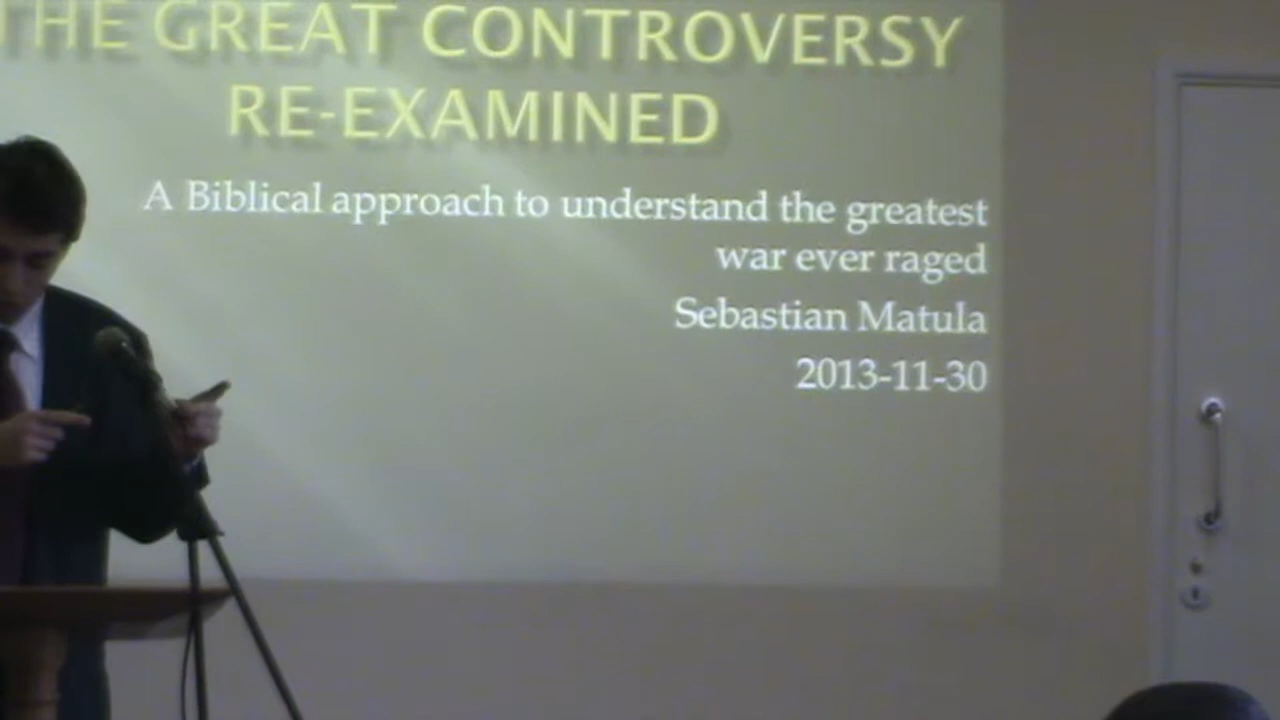 THE GREAT CONTROVERSY
RE-EXAMINED
A Biblical approach to understand the greatest
war ever raged
Sebastian Matula
2013-11-30